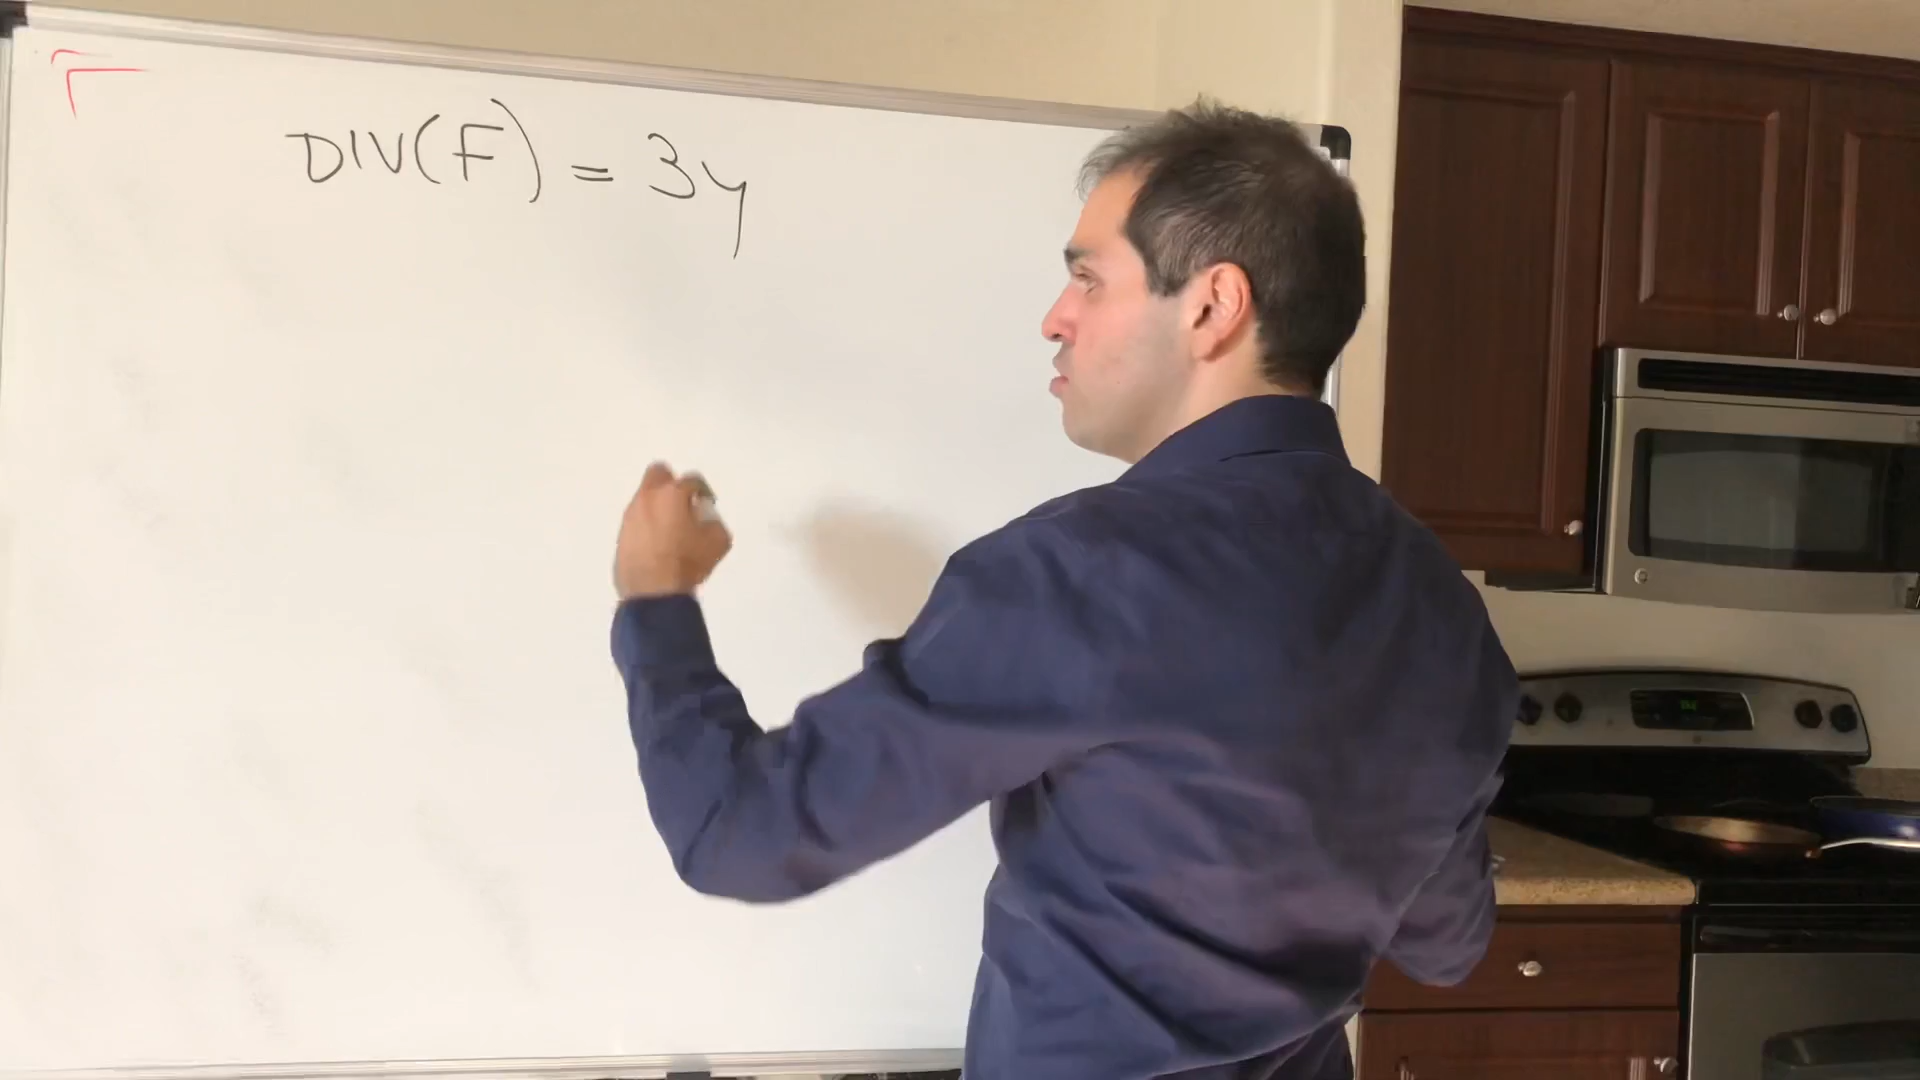 DIV(F) = 3y